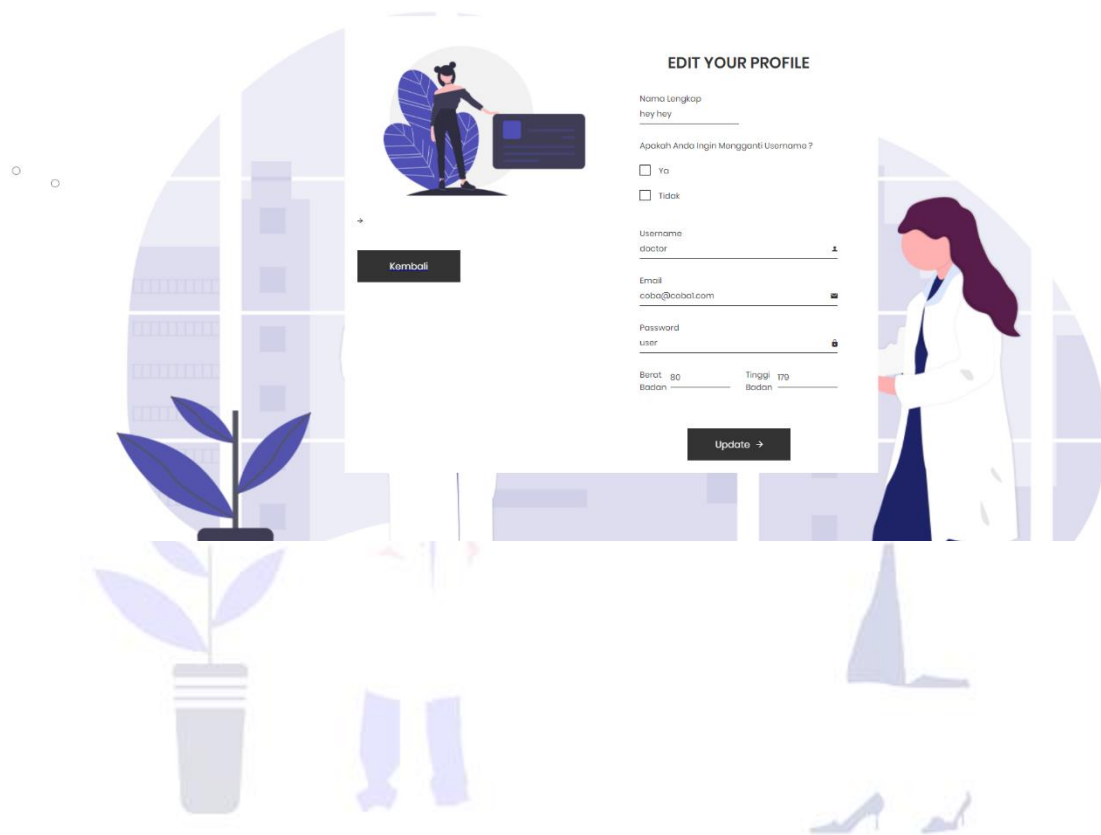 EDIT YOUR PROFILE
Nama Lengkap
hey hey
Apakah Anda Ingin Mengganti Username ?
Ya
Tidak
Kembali
Username
doctor
Email
coba@coba1.com
Password
user
Berat Badan
80
Tinggi Badan
179
Update →